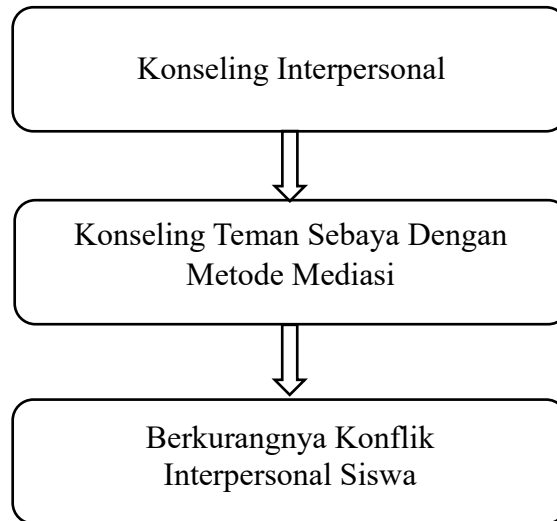 Konseling Interpersonal
Konseling Teman Sebaya Dengan
Metode Mediasi
Berkurangnya Konflik
Interpersonal Siswa